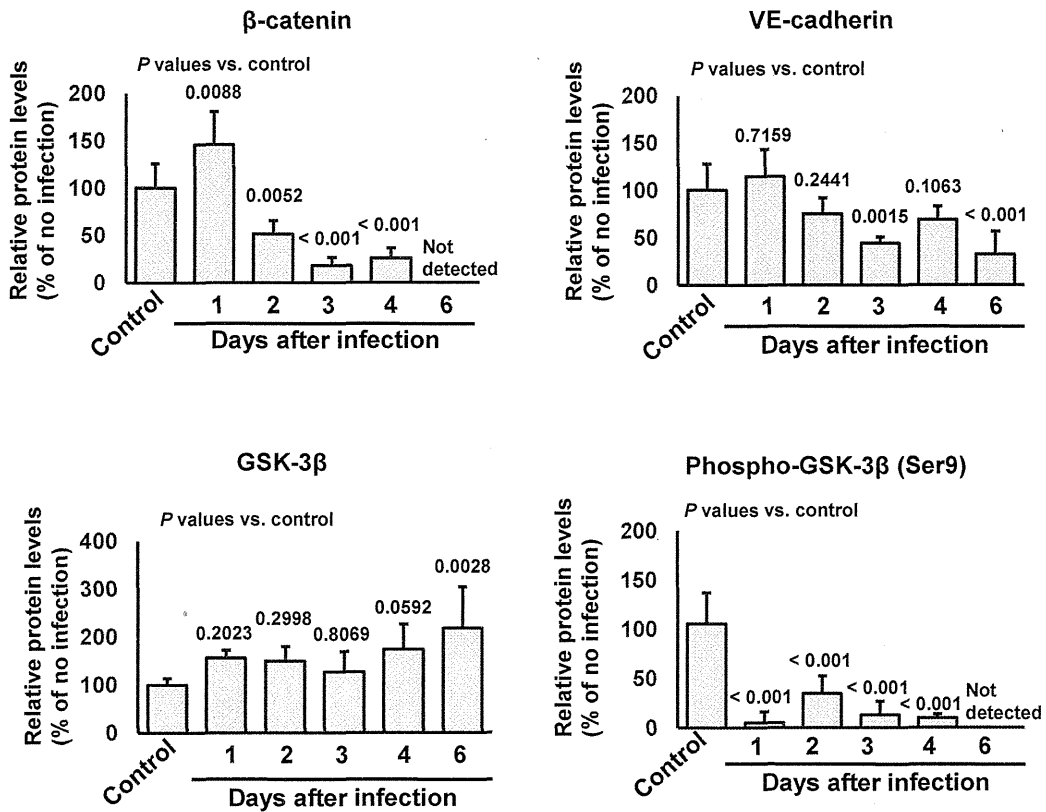 β-catenin
P values vs. control
Relative protein levels
(% of no infection)
200
150
100
50
0
0.0088
0.0052
< 0.001
< 0.001
Not
detected
Control
1 2 3 4 6
Days after infection
VE-cadherin
P values vs. control
Relative protein levels
(% of no infection)
200
150
100
50
0
0.7159
0.2441
0.0015
0.1063
< 0.001
Control
1 2 3 4 6
Days after infection
GSK-3β
P values vs. control
Relative protein levels
(% of no infection)
400
300
200
100
0
0.2023
0.2998
0.8069
0.0592
0.0028
Control
1 2 3 4 6
Days after infection
Phospho-GSK-3β (Ser9)
P values vs. control
Relative protein levels
(% of no infection)
200
150
100
50
0
< 0.001
< 0.001
< 0.001
< 0.001
Not
detected
Control
1 2 3 4 6
Days after infection